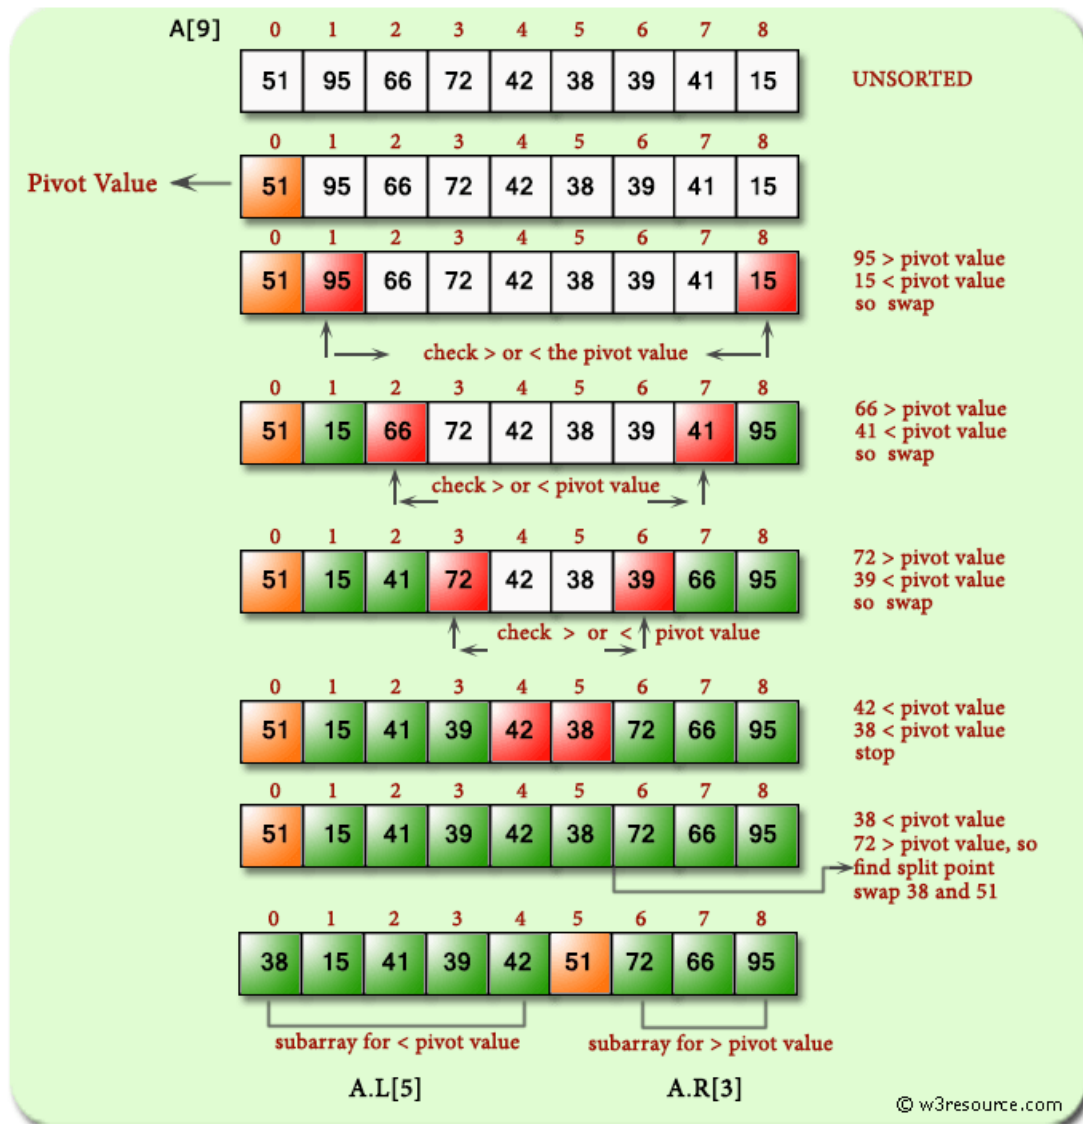 A[9] 0 1 2 3 4 5 6 7 8
51 95 66 72 42 38 39 41 15 UNSORTED
0 1 2 3 4 5 6 7 8
Pivot Value 51 95 66 72 42 38 39 41 15
0 1 2 3 4 5 6 7 8
51 95 66 72 42 38 39 41 15
95 > pivot value
15 < pivot value
so swap
check > or < the pivot value
0 1 2 3 4 5 6 7 8
51 15 66 72 42 38 39 41 95
66 > pivot value
41 < pivot value
so swap
check > or < pivot value
0 1 2 3 4 5 6 7 8
51 15 41 72 42 38 39 66 95
72 > pivot value
39 < pivot value
so swap
check > or < pivot value
0 1 2 3 4 5 6 7 8
51 15 41 39 42 38 72 66 95
42 < pivot value
38 < pivot value
stop
0 1 2 3 4 5 6 7 8
51 15 41 39 42 38 72 66 95
38 < pivot value
72 > pivot value, so
find split point
swap 38 and 51
0 1 2 3 4 5 6 7 8
38 15 41 39 42 51 72 66 95
subarray for < pivot value subarray for > pivot value
A.L[5] A.R[3]
© w3resource.com